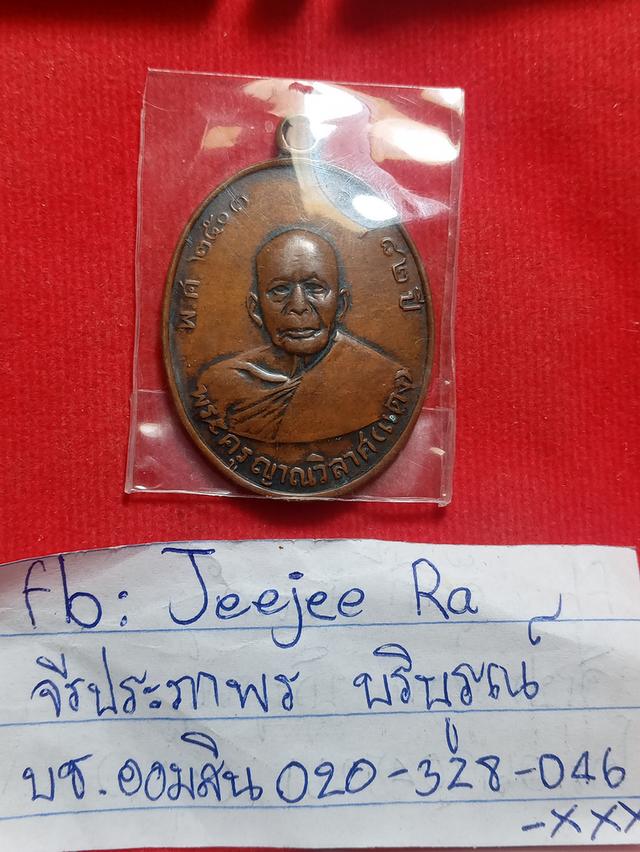 พ.ศ ๒๕๐๓
๘๒ ปี
พระครูญาณวิลาศ(แดง)
fb: Jeejee Ra
จีรประภาพร บริบูรณ์
บช.ออมสิน 020-328-046
-xxx